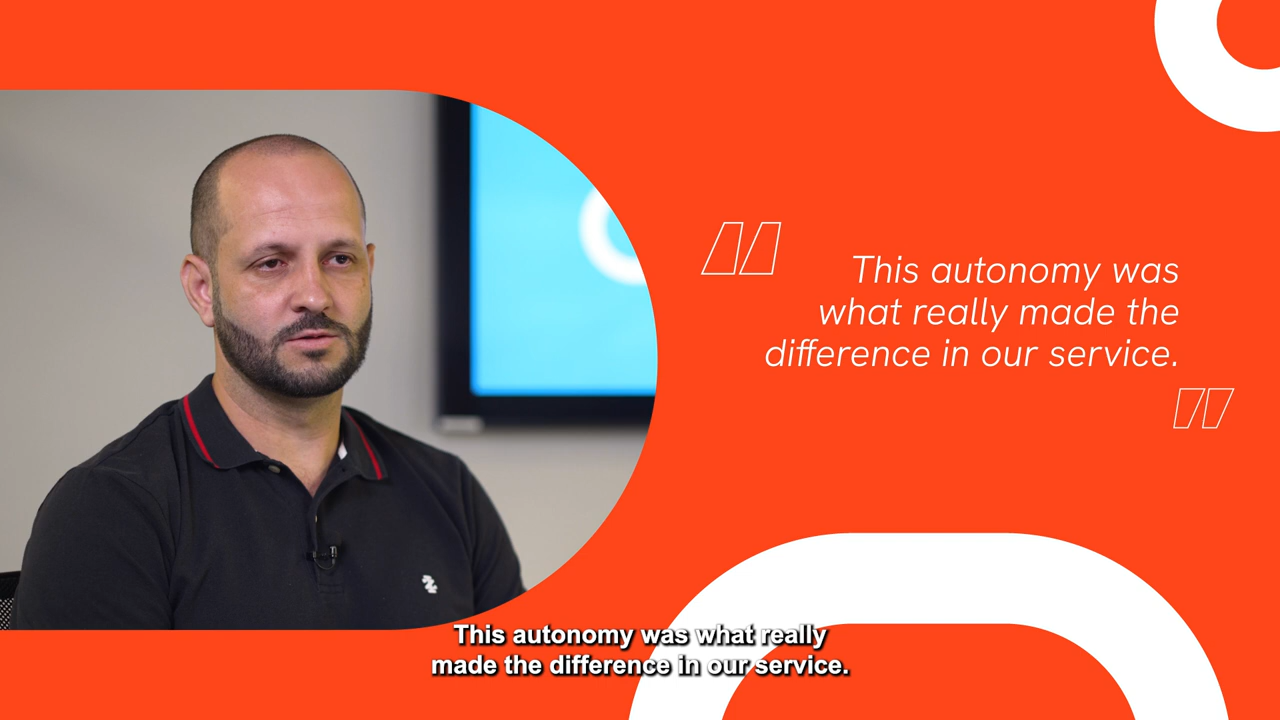 This autonomy was
what really made the
difference in our service.
This autonomy was what really
made the difference in our service.